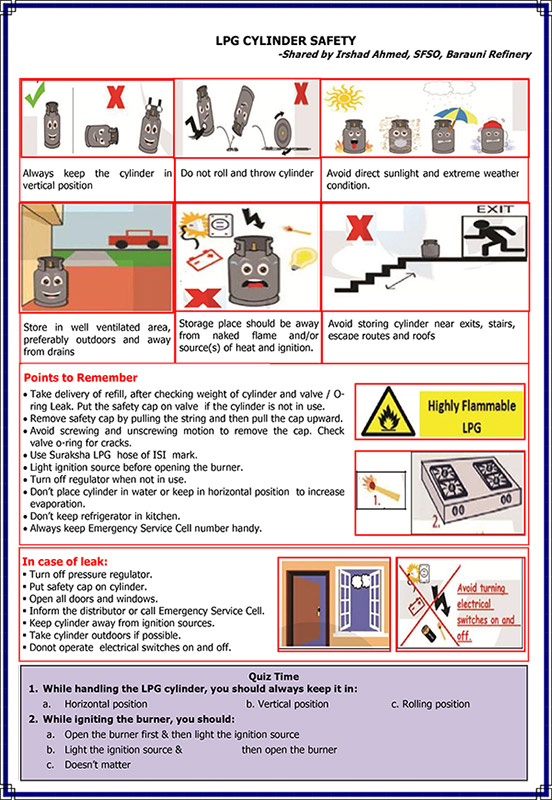 LPG CYLINDER SAFETY
-Shared by Irshad Ahmed, SFSO, Barauni Refinery
Always keep the cylinder in
vertical position
Do not roll and throw cylinder
Avoid direct sunlight and extreme weather
condition.
EXIT
Store in well ventilated area,
preferably outdoors and away
from drains
Storage place should be away
from naked flame and/or
source(s) of heat and ignition.
Avoid storing cylinder near exits, stairs,
escape routes and roofs
Points to Remember
• Take delivery of refill, after checking weight of cylinder and valve / O-
ring Leak. Put the safety cap on valve if the cylinder is not in use.
• Remove safety cap by pulling the string and then pull the cap upward.
• Avoid screwing and unscrewing motion to remove the cap. Check
valve o-ring for cracks.
• Use Suraksha LPG hose of ISI mark.
• Light ignition source before opening the burner.
• Turn off regulator when not in use.
• Don't place cylinder in water or keep in horizontal position to increase
evaporation.
• Don't keep refrigerator in kitchen.
• Always keep Emergency Service Cell number handy.
Highly Flammable
LPG
1.
2.
In case of leak:
▪ Turn off pressure regulator.
▪ Put safety cap on cylinder.
▪ Open all doors and windows.
▪ Inform the distributor or call Emergency Service Cell.
▪ Keep cylinder away from ignition sources.
▪ Take cylinder outdoors if possible.
▪ Donot operate electrical switches on and off.
Avoid turning
electrical
switches on and
off.
Quiz Time
1. While handling the LPG cylinder, you should always keep it in:
a. Horizontal position b. Vertical position c. Rolling position
2. While igniting the burner, you should:
a. Open the burner first & then light the ignition source
b. Light the ignition source & then open the burner
c. Doesn't matter